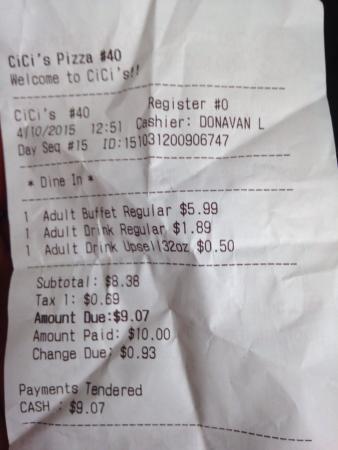 CiCi's Pizza #40
Welcome to CiCi's!!
CiCi's #40 Register #0
4/10/2015 12:51 Cashier: DONAVAN L
Day Seq #15 ID:151031200906747
* Dine In *
1 Adult Buffet Regular $5.99
1 Adult Drink Regular $1.89
1 Adult Drink Upsell32oz $0.50
Subtotal: $8.38
Tax 1: $0.69
Amount Due:$9.07
Amount Paid: $10.00
Change Due: $0.93
Payments Tendered
CASH : $9.07